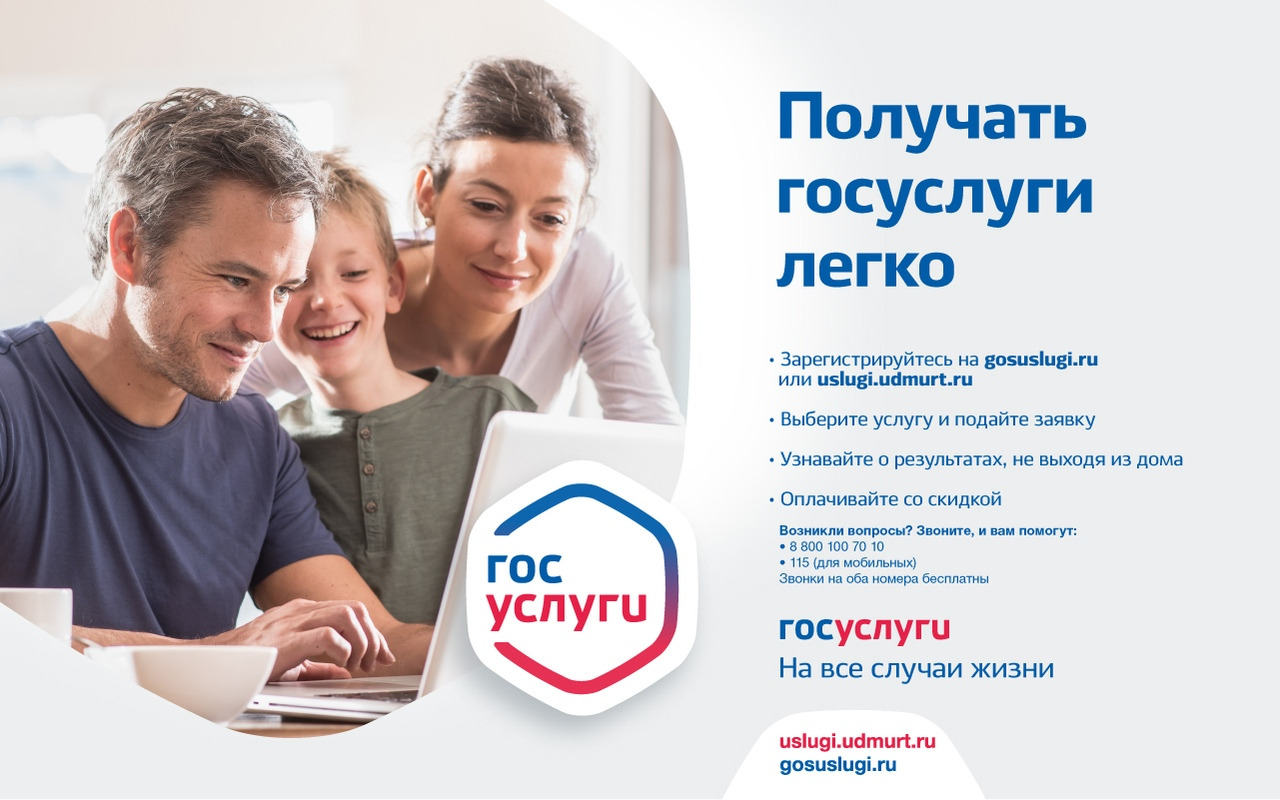 Получать
госуслуги
легко
• Зарегистрируйтесь на gosuslugi.ru
или uslugi.udmurt.ru
• Выберите услугу и подайте заявку
• Узнавайте о результатах, не выходя из дома
• Оплачивайте со скидкой
Возникли вопросы? Звоните, и вам помогут:
• 8 800 100 70 10
• 115 (для мобильных)
Звонки на оба номера бесплатны
гос
услуги
госуслуги
На все случаи жизни
uslugi.udmurt.ru
gosuslugi.ru